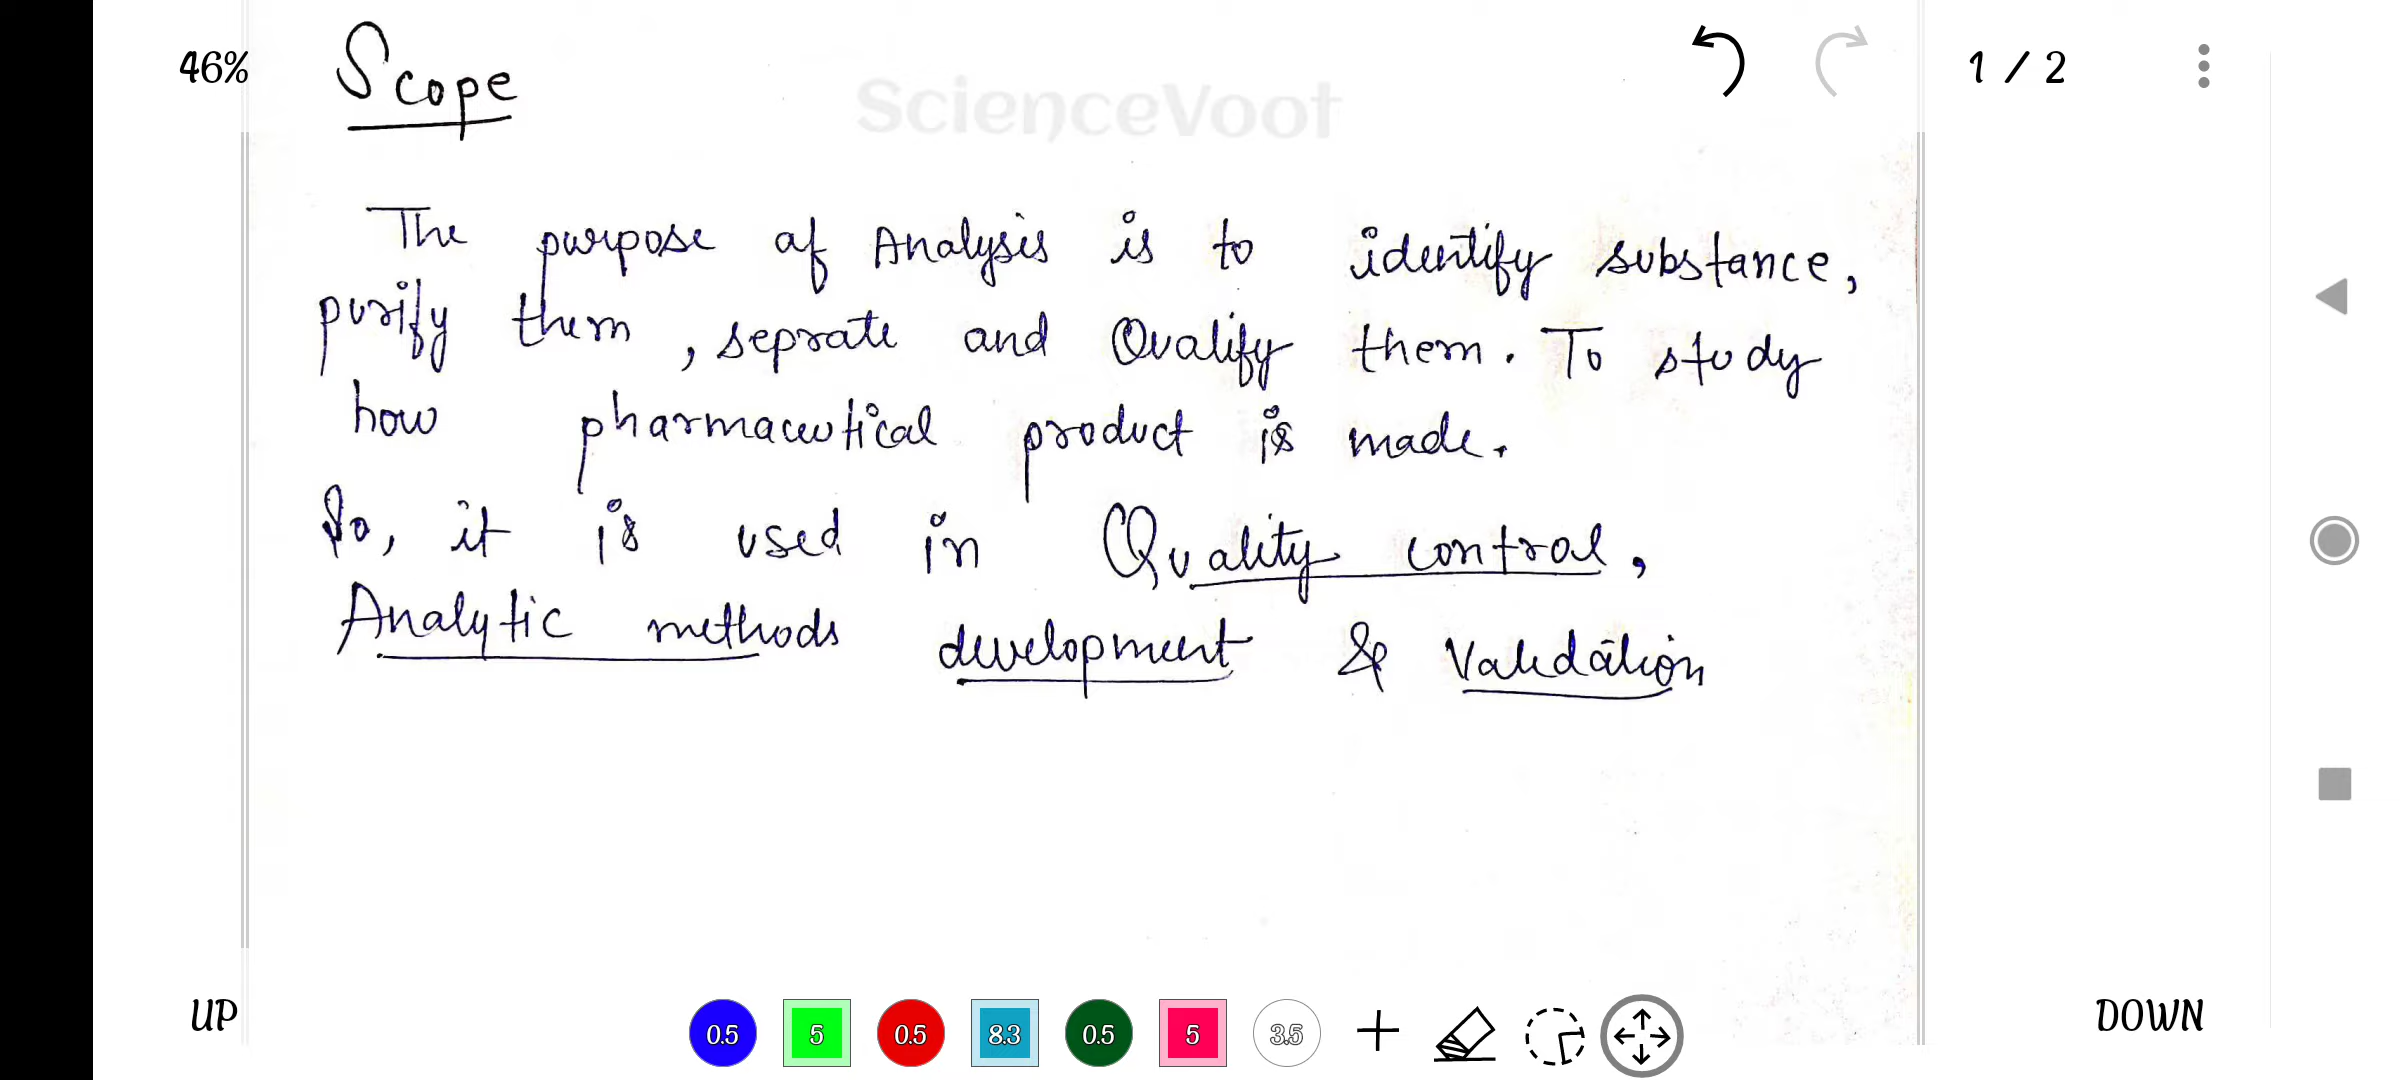 46%
Scope
1 / 2
ScienceVoot
The purpose of Analysis is to identify substance,
purify them, seprate and Qualify them. To study
how pharmaceutical product is made.
So, it is used in Quality control,
Analytic methods development & Validation
UP
0.5 5 0.5 8.3 0.5 5 3.5 +
DOWN